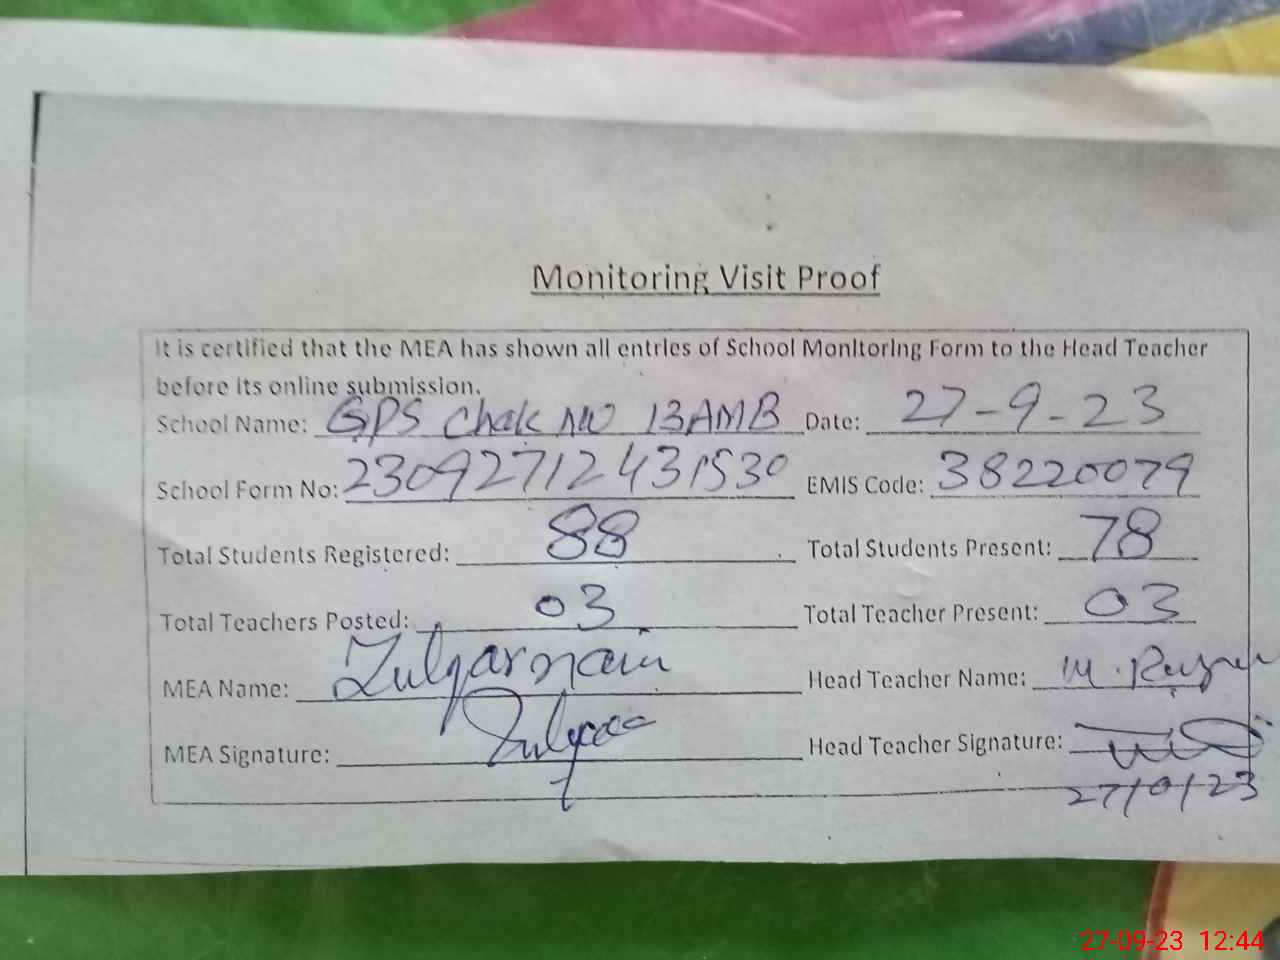 Monitoring Visit Proof
It is certified that the MEA has shown all entries of School Monitoring Form to the Head Teacher
before its online submission.
School Name: GPS Chak NO 13AMB Date: 27-9-23
School Form No: 23092712431530 EMIS Code: 38220079
Total Students Registered: 88 Total Students Present: 78
Total Teachers Posted: 03 Total Teacher Present: 03
MEA Name: Zulqarnain Head Teacher Name: M.
MEA Signature: Head Teacher Signature:
27-09-23 12:44